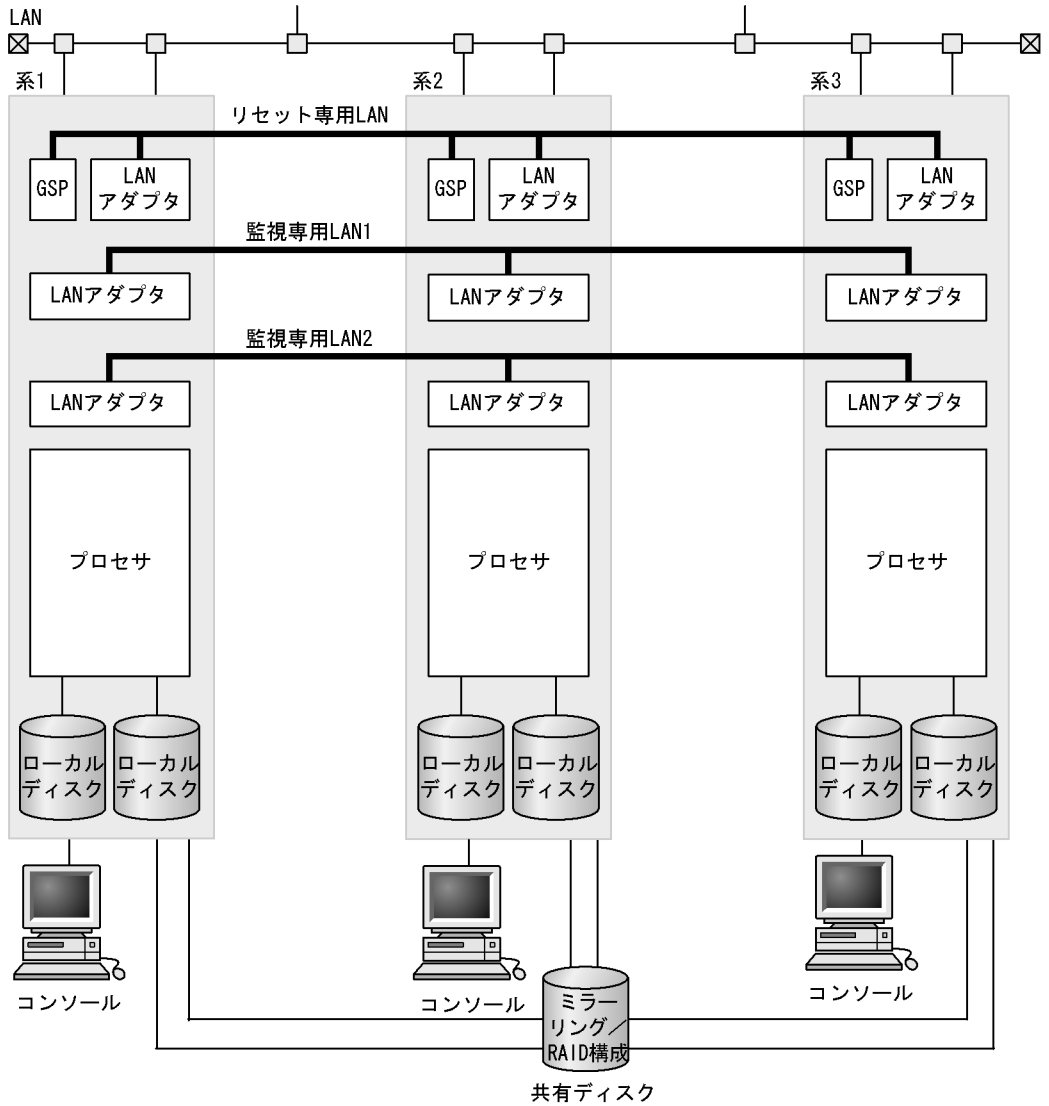 LAN
系1
系2
系3
リセット専用LAN
GSP
LAN
アダプタ
GSP
LAN
アダプタ
GSP
LAN
アダプタ
監視専用LAN1
LANアダプタ
LANアダプタ
LANアダプタ
監視専用LAN2
LANアダプタ
LANアダプタ
LANアダプタ
プロセサ
プロセサ
プロセサ
ローカル
ディスク
ローカル
ディスク
ローカル
ディスク
ローカル
ディスク
ローカル
ディスク
ローカル
ディスク
コンソール
コンソール
コンソール
ミラー
リング／
RAID構成
共有ディスク